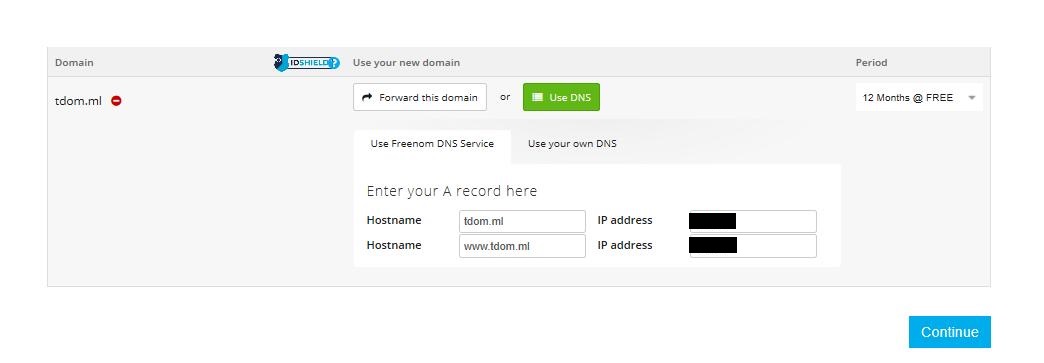 Domain IDSHIELD ? Use your new domain Period
tdom.ml Forward this domain or Use DNS 12 Months @ FREE
Use Freenom DNS Service Use your own DNS
Enter your A record here
Hostname tdom.ml IP address
Hostname www.tdom.ml IP address
Continue